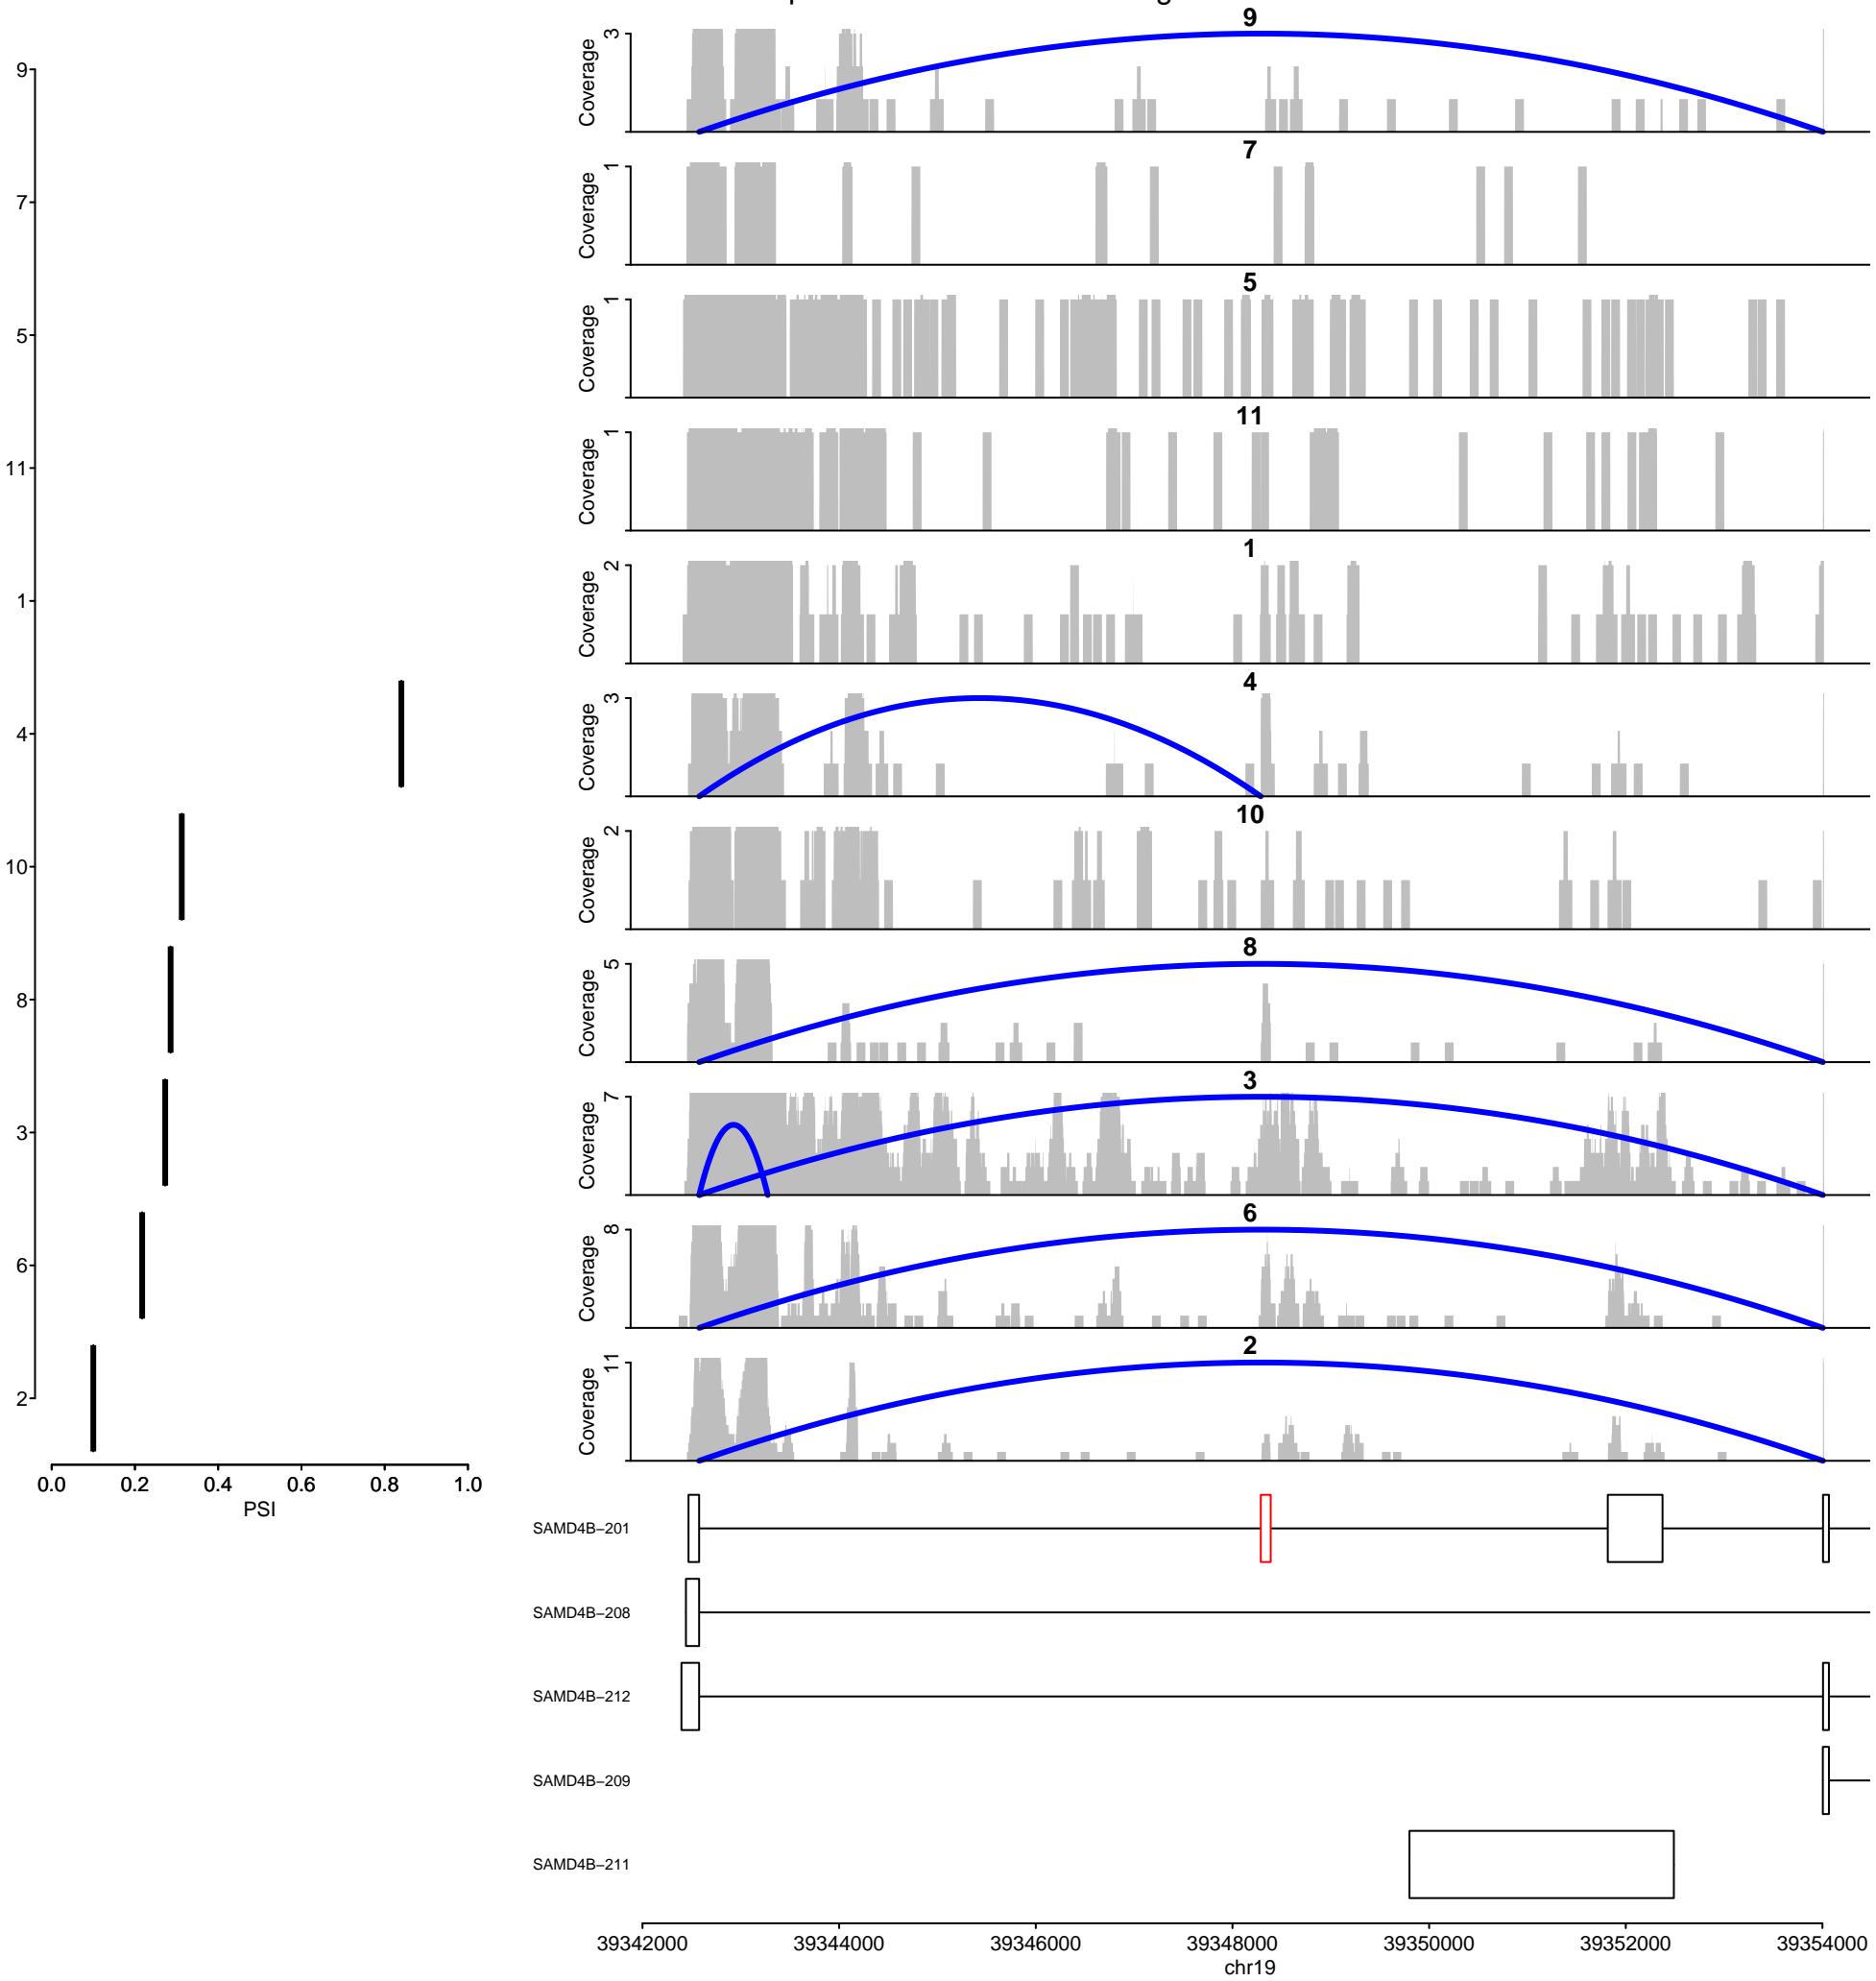 9
7
5
11
1
4
10
8
3
6
2
0.0 0.2 0.4 0.6 0.8 1.0
PSI
9
Coverage 3
7
Coverage 1
5
Coverage 1
11
Coverage 1
1
Coverage 2
4
Coverage 3
10
Coverage 2
8
Coverage 5
3
Coverage 7
6
Coverage 8
2
Coverage 11
SAMD4B−201
SAMD4B−208
SAMD4B−212
SAMD4B−209
SAMD4B−211
39342000 39344000 39346000 39348000 39350000 39352000 39354000
chr19